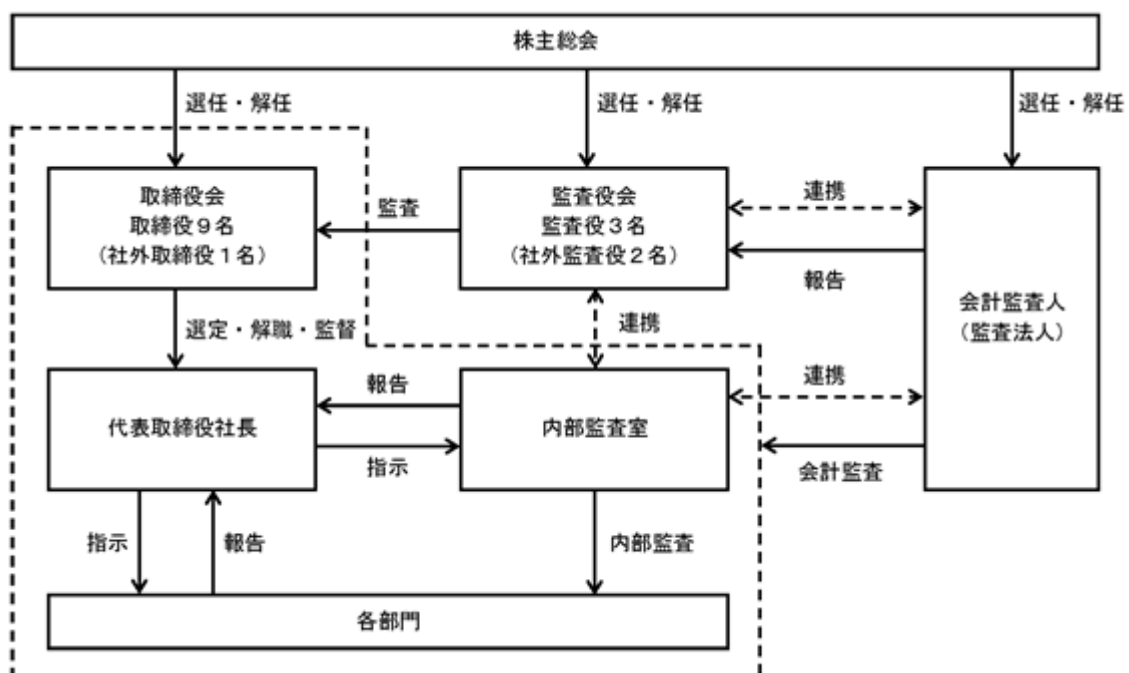 株主総会
選任・解任
選任・解任
選任・解任
取締役会
取締役９名
（社外取締役１名）
監査
監査役会
監査役３名
（社外監査役２名）
連携
報告
会計監査人
（監査法人）
選定・解職・監督
連携
代表取締役社長
報告
指示
内部監査室
連携
会計監査
指示
報告
内部監査
各部門